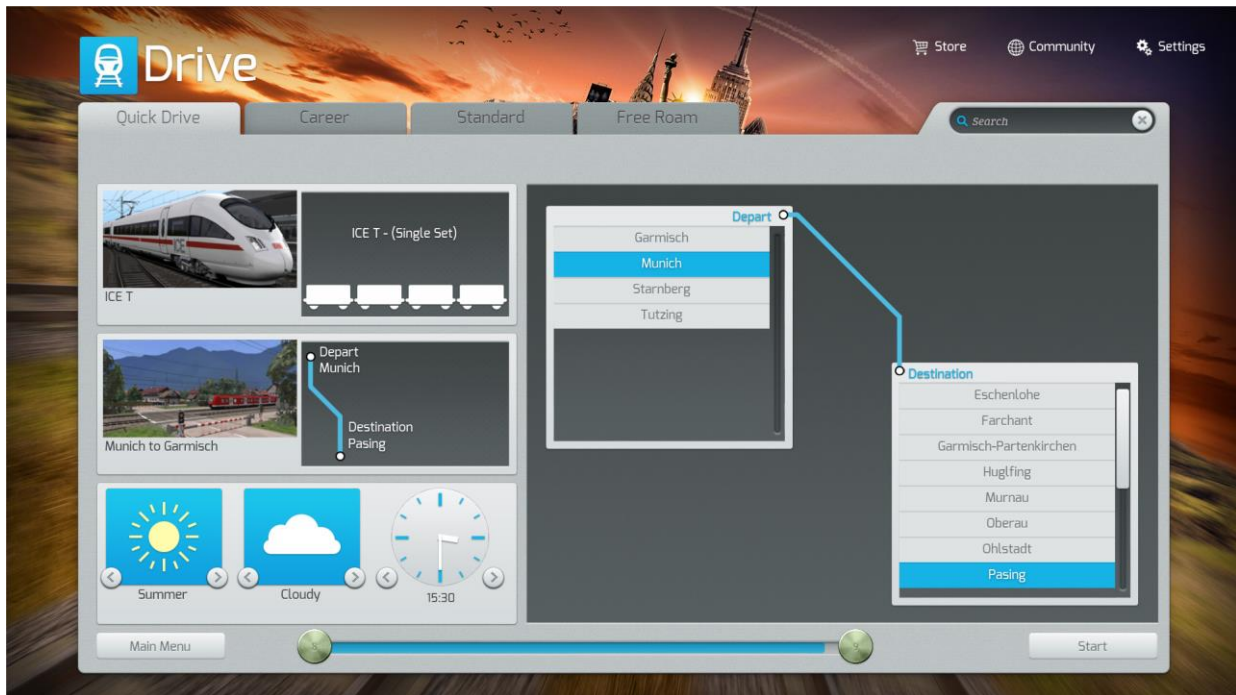 Drive
Store
Community
Settings
Quick Drive
Career
Standard
Free Roam
Search
ICE T - (Single Set)
ICE
ICE T
Depart
Munich
Destination
Pasing
Munich to Garmisch
Summer
Cloudy
15:30
Depart
Garmisch
Munich
Starnberg
Tutzing
Destination
Eschenlohe
Farchant
Garmisch-Partenkirchen
Huglfing
Murnau
Oberau
Ohlstadt
Pasing
Main Menu
Start